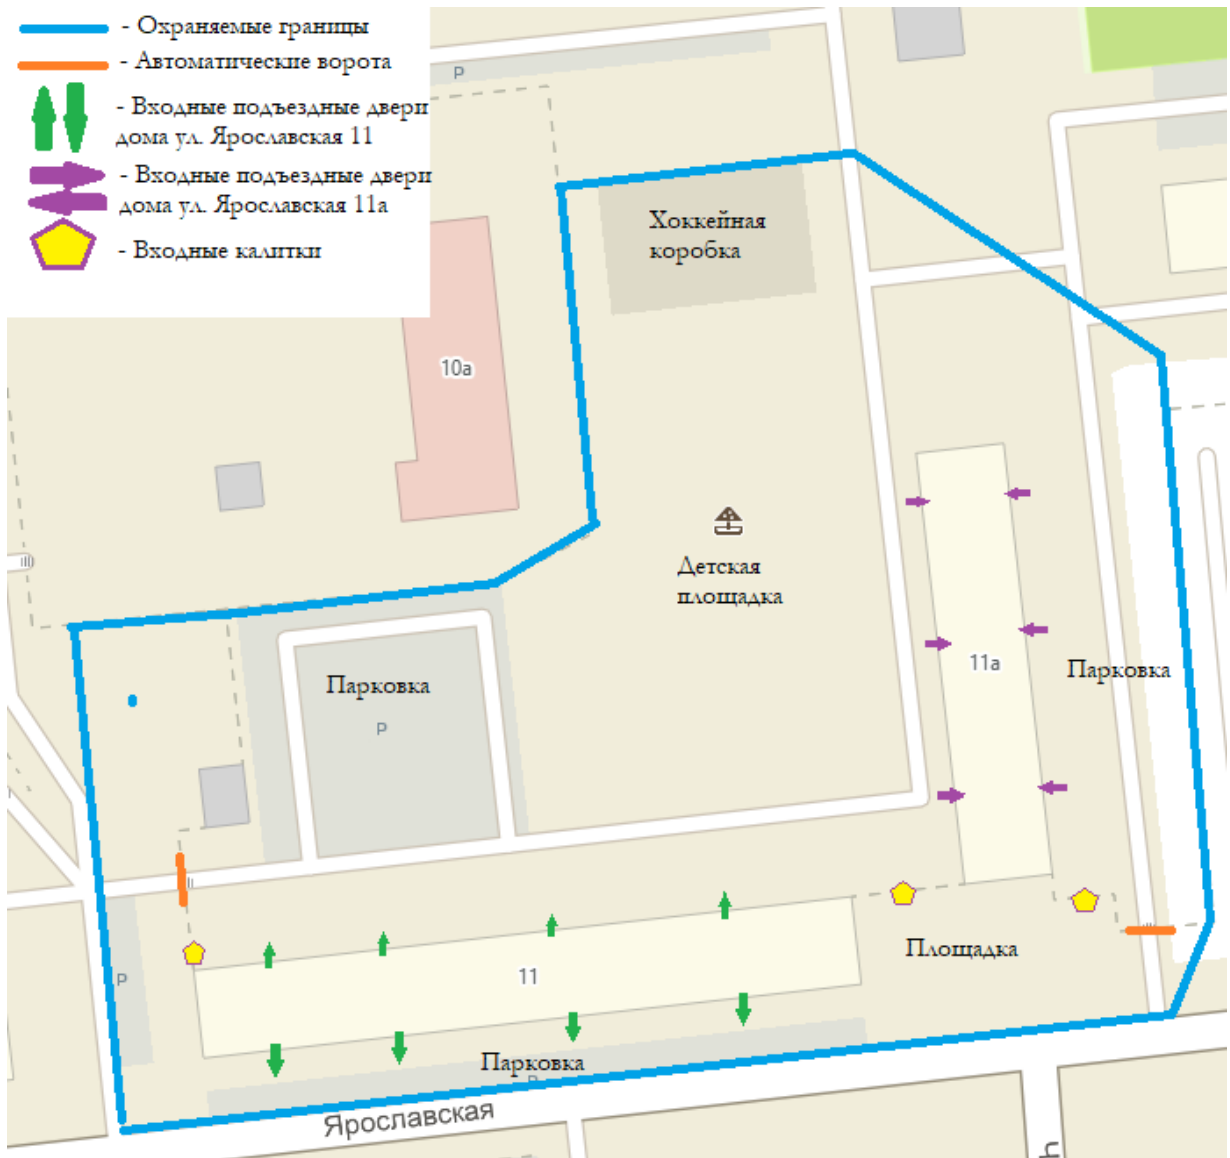 - Охраняемые границы
- Автоматические ворота
- Входные подъездные двери
дома ул. Ярославская 11
- Входные подъездные двери
дома ул. Ярославская 11а
- Входные калитки
P
Хоккейная
коробка
10а
Детская
площадка
11а
Парковка
Парковка
P
Площадка
11
P
Парковка
P
Ярославская